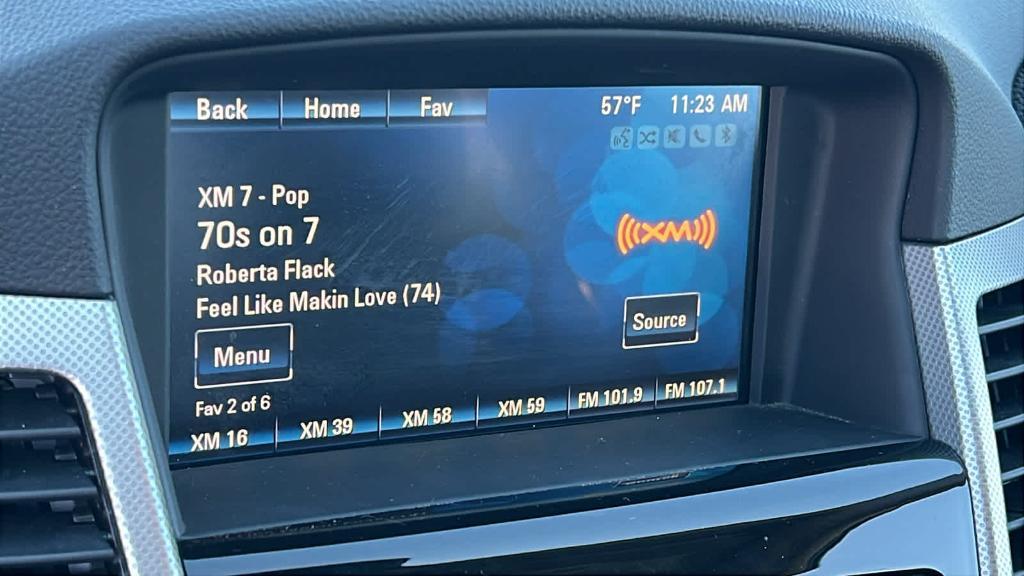 Back Home Fav 57°F 11:23 AM
XM 7 - Pop
70s on 7
XM
Roberta Flack
Feel Like Makin Love (74)
Source
Menu
Fav 2 of 6
XM 16 XM 39 XM 58 XM 59 FM 101.9 FM 107.1